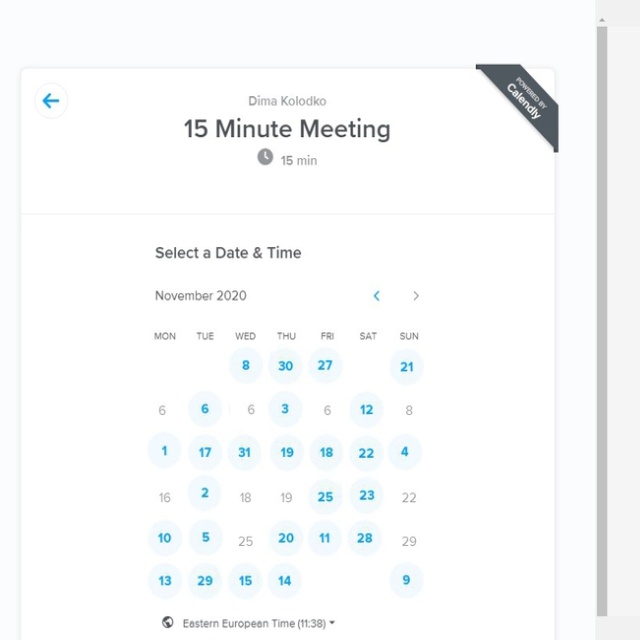 Dima Kolodko
POWERED BY
Calendly
15 Minute Meeting
15 min
Select a Date & Time
November 2020
MON TUE WED THU FRI SAT SUN
8 30 27 21
6 6 6 3 6 12 8
1 17 31 19 18 22 4
16 2 18 19 25 23 22
10 5 25 20 11 28 29
13 29 15 14 9
Eastern European Time (11:38)